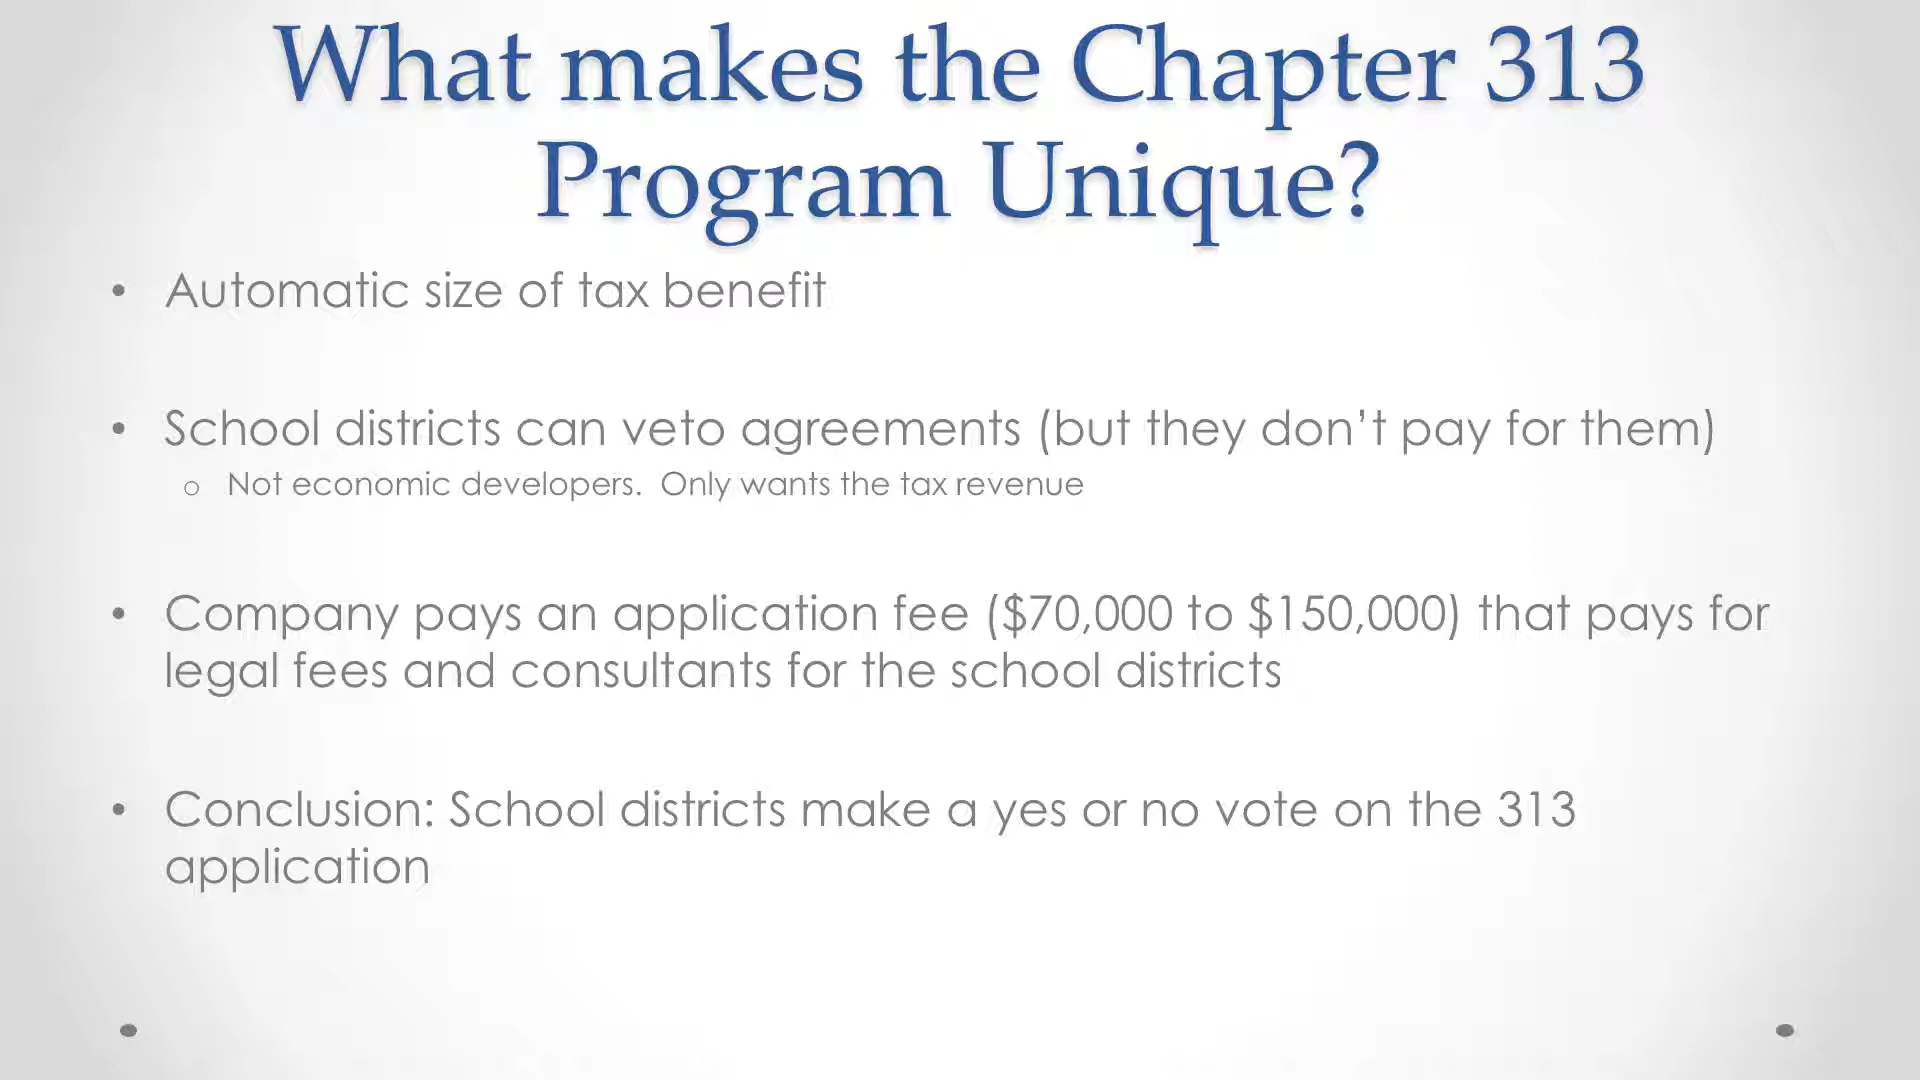 What makes the Chapter 313
Program Unique?
• Automatic size of tax benefit
• School districts can veto agreements (but they don’t pay for them)
o Not economic developers.  Only wants the tax revenue
• Company pays an application fee ($70,000 to $150,000) that pays for
legal fees and consultants for the school districts
• Conclusion: School districts make a yes or no vote on the 313
application